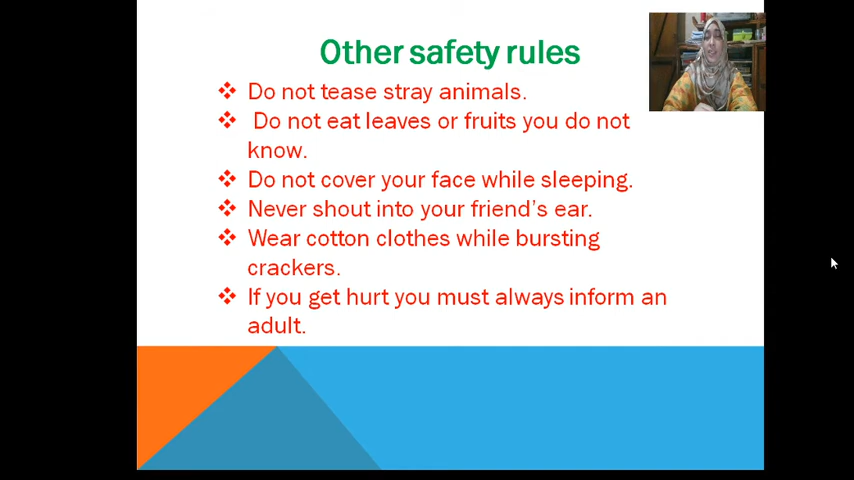 Other safety rules
Do not tease stray animals.
Do not eat leaves or fruits you do not
know.
Do not cover your face while sleeping.
Never shout into your friend's ear.
Wear cotton clothes while bursting
crackers.
If you get hurt you must always inform an
adult.